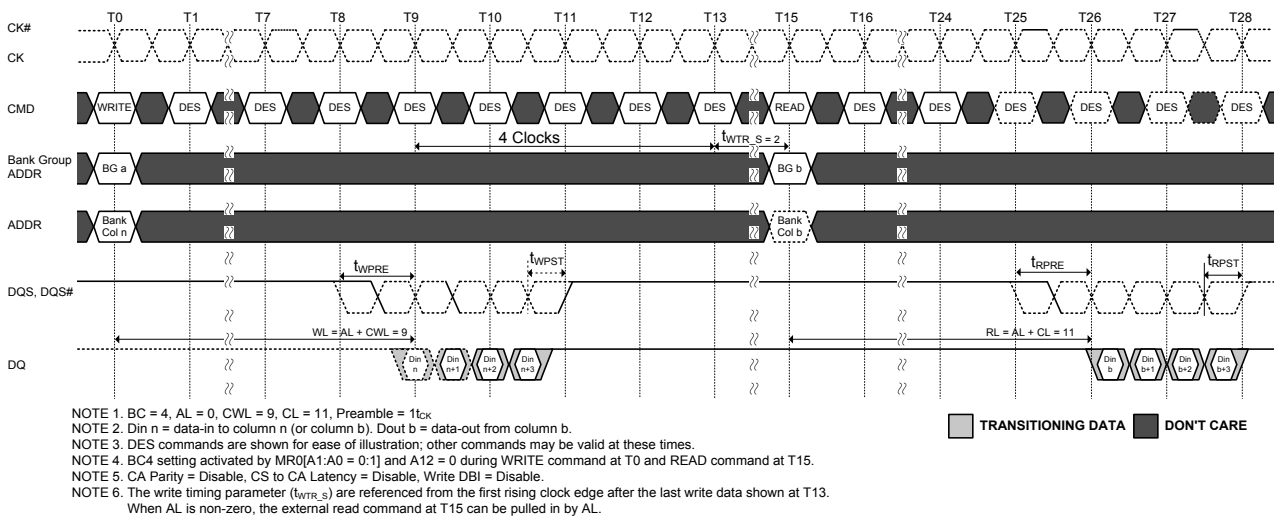 T0 T1 T7 T8 T9 T10 T11 T12 T13 T15 T16 T24 T25 T26 T27 T28
CK#
CK
CMD WRITE DES DES DES DES DES DES DES DES READ DES DES DES DES DES DES
4 Clocks tWTR_S = 2
Bank Group
ADDR
BG a BG b
ADDR
Bank
Col n
Bank
Col b
tWPRE tWPST tRPRE tRPST
DQS, DQS#
WL = AL + CWL = 9 RL = AL + CL = 11
DQ
Din
n
Din
n+1
Din
n+2
Din
n+3
Din
b
Din
b+1
Din
b+2
Din
b+3
NOTE 1. BC = 4, AL = 0, CWL = 9, CL = 11, Preamble = 1tCK
NOTE 2. Din n = data-in to column n (or column b). Dout b = data-out from column b.
NOTE 3. DES commands are shown for ease of illustration; other commands may be valid at these times.
NOTE 4. BC4 setting activated by MR0[A1:A0 = 0:1] and A12 = 0 during WRITE command at T0 and READ command at T15.
NOTE 5. CA Parity = Disable, CS to CA Latency = Disable, Write DBI = Disable.
NOTE 6. The write timing parameter (tWTR_S) are referenced from the first rising clock edge after the last write data shown at T13.
When AL is non-zero, the external read command at T15 can be pulled in by AL.
TRANSITIONING DATA DON'T CARE